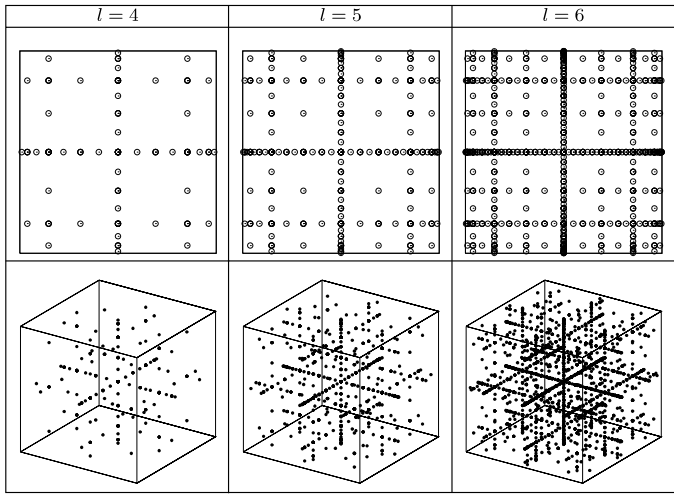 l = 4
l = 5
l = 6